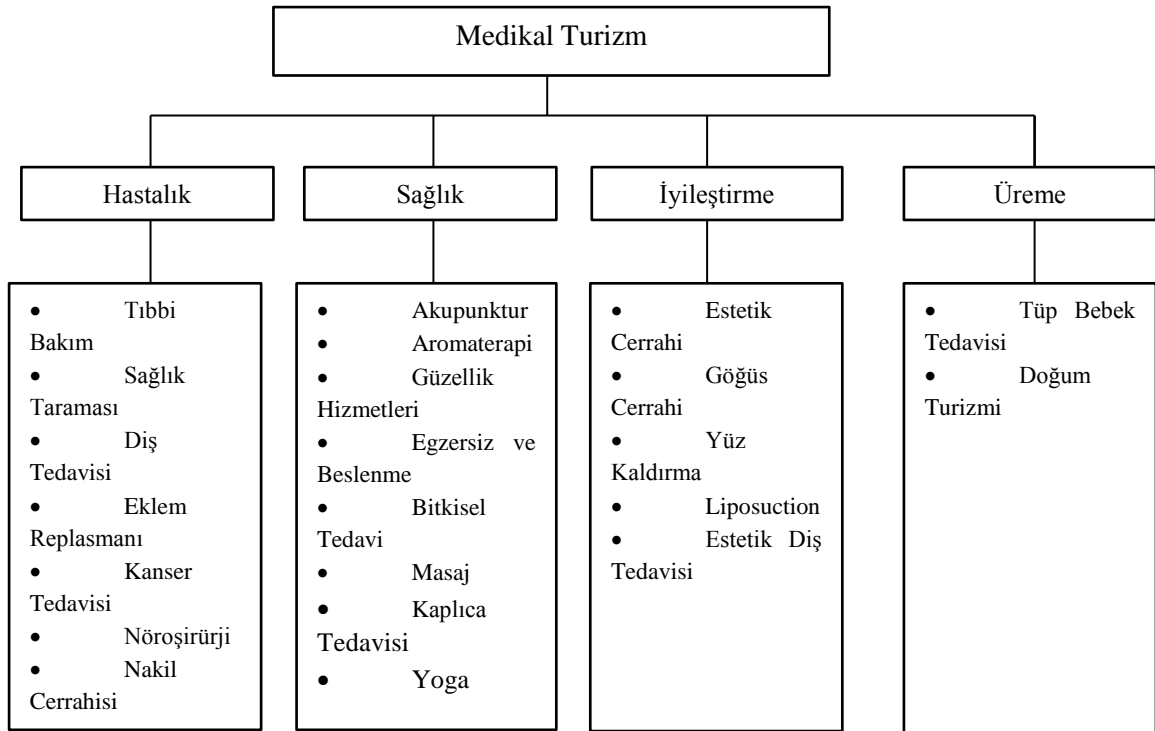 Medikal Turizm
Hastalık
Sağlık
İyileştirme
Üreme
• Tıbbi
Bakım
• Sağlık
Taraması
• Diş
Tedavisi
• Eklem
Replasmanı
• Kanser
Tedavisi
• Nöroşirürji
• Nakil
Cerrahisi
• Akupunktur
• Aromaterapi
• Güzellik
Hizmetleri
• Egzersiz ve
Beslenme
• Bitkisel
Tedavi
• Masaj
• Kaplıca
Tedavisi
• Yoga
• Estetik
Cerrahi
• Göğüs
Cerrahi
• Yüz
Kaldırma
• Liposuction
• Estetik Diş
Tedavisi
• Tüp Bebek
Tedavisi
• Doğum
Turizmi